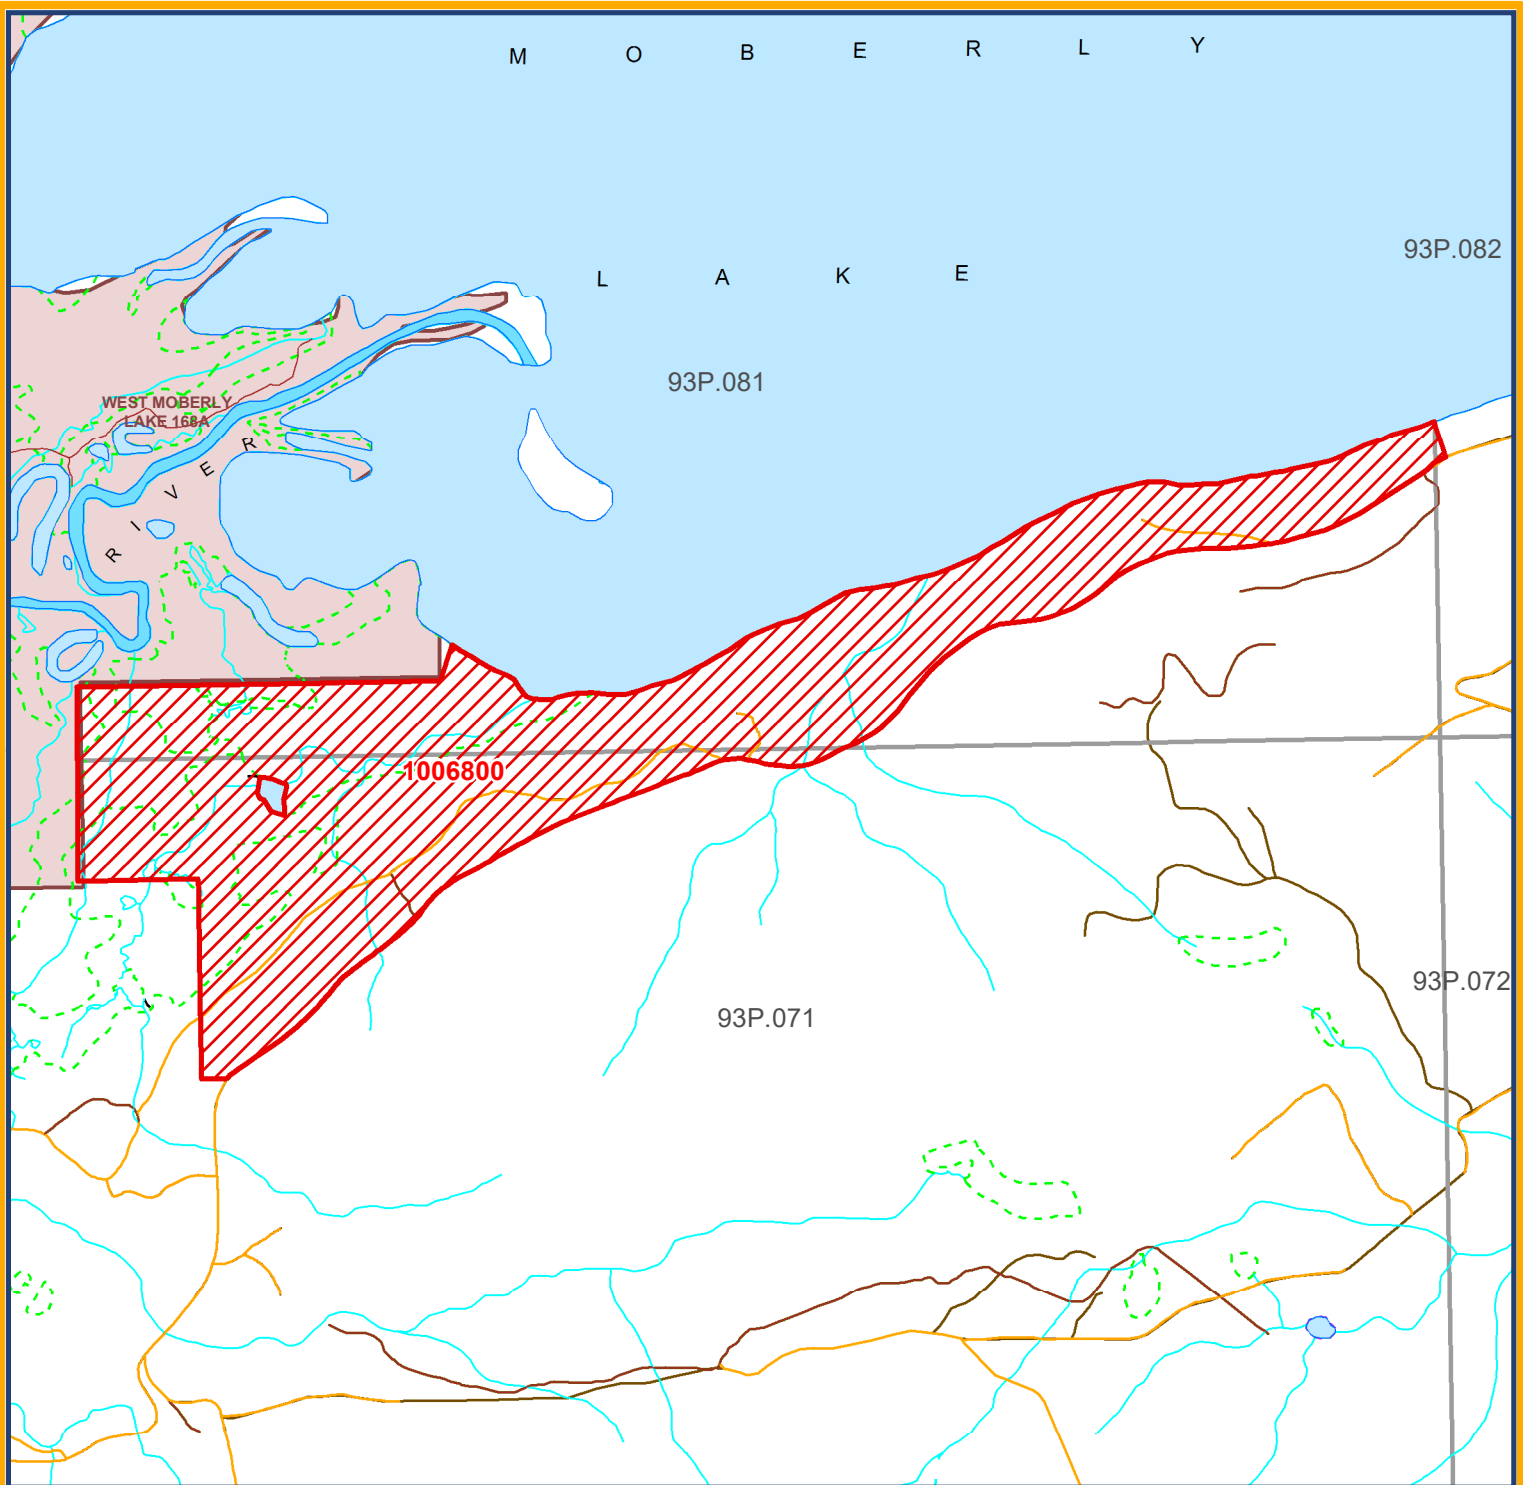 M O B E R L Y
93P.082
L A K E
93P.081
WEST MOBERLY
LAKE 168A
R I V E R
1006800
93P.072
93P.071